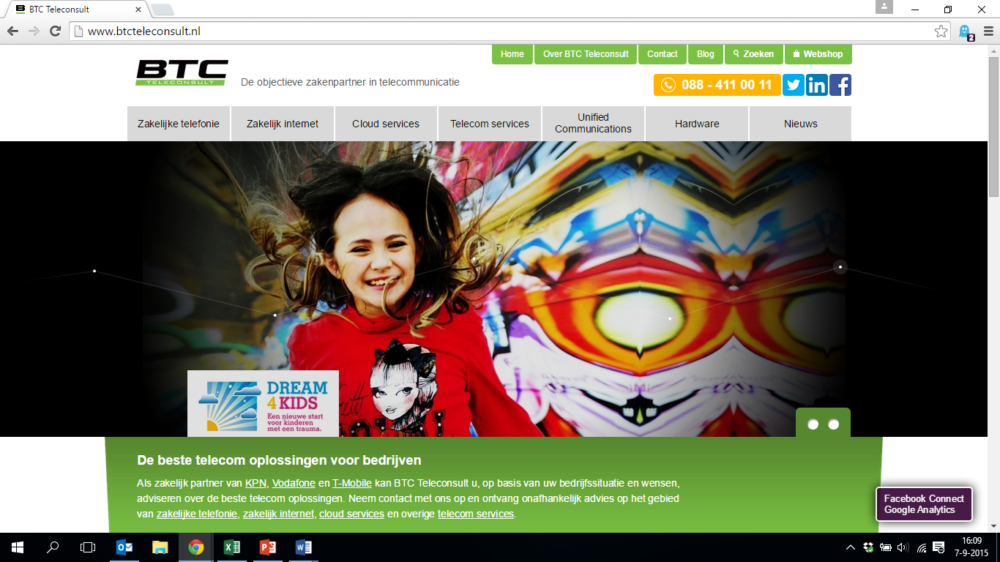 BTC Teleconsult
www.btcteleconsult.nl
2
Home
Over BTC Teleconsult
Contact
Blog
Zoeken
Webshop
BTC
TELECONSULT
De objectieve zakenpartner in telecommunicatie
088 - 411 00 11
in
f
Zakelijke telefonie
Zakelijk internet
Cloud services
Telecom services
Unified
Communications
Hardware
Nieuws
DREAM
4KIDS
Een nieuwe start
voor kinderen
met een trauma.
De beste telecom oplossingen voor bedrijven
Als zakelijk partner van KPN, Vodafone en T-Mobile kan BTC Teleconsult u, op basis van uw bedrijfssituatie en wensen,
adviseren over de beste telecom oplossingen. Neem contact met ons op en ontvang onafhankelijk advies op het gebied
van zakelijke telefonie, zakelijk internet, cloud services en overige telecom services.
Facebook Connect
Google Analytics
16:09
7-9-2015